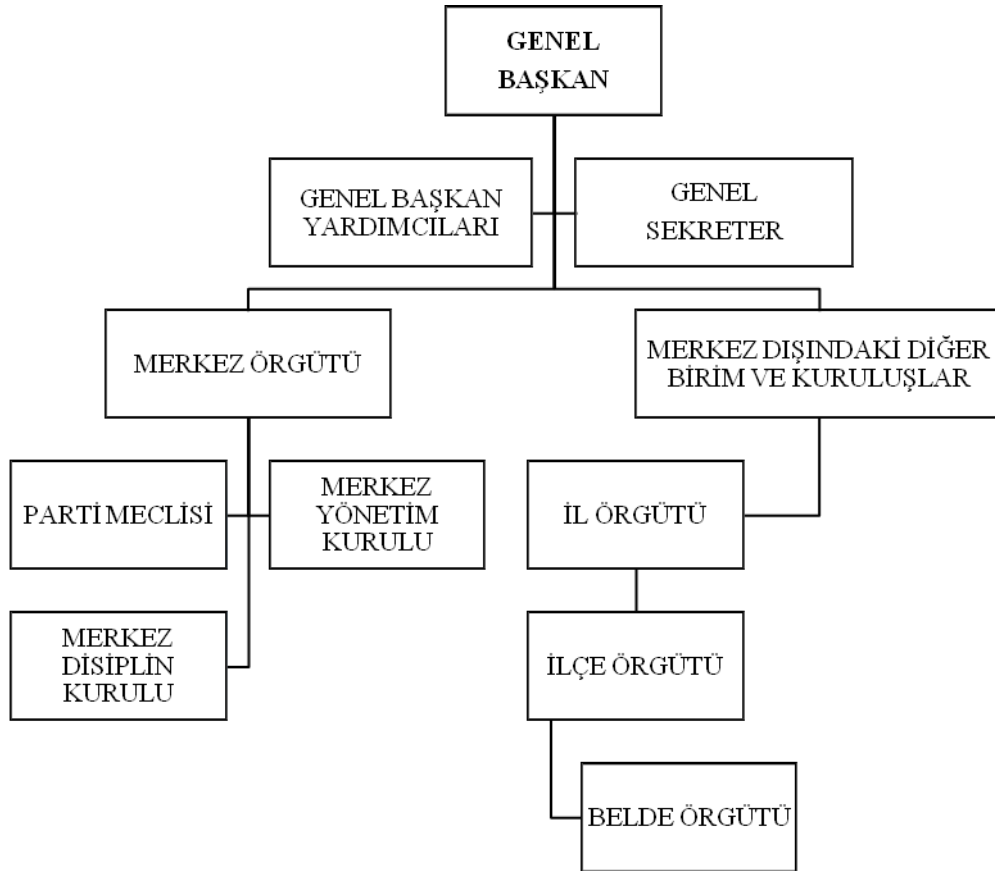 GENEL
BAŞKAN
GENEL BAŞKAN
YARDIMCILARI
GENEL
SEKRETER
MERKEZ ÖRGÜTÜ
MERKEZ DIŞINDAKİ DİĞER
BİRİM VE KURULUŞLAR
PARTİ MECLİSİ
MERKEZ
YÖNETİM
KURULU
İL ÖRGÜTÜ
MERKEZ
DİSİPLİN
KURULU
İLÇE ÖRGÜTÜ
BELDE ÖRGÜTÜ